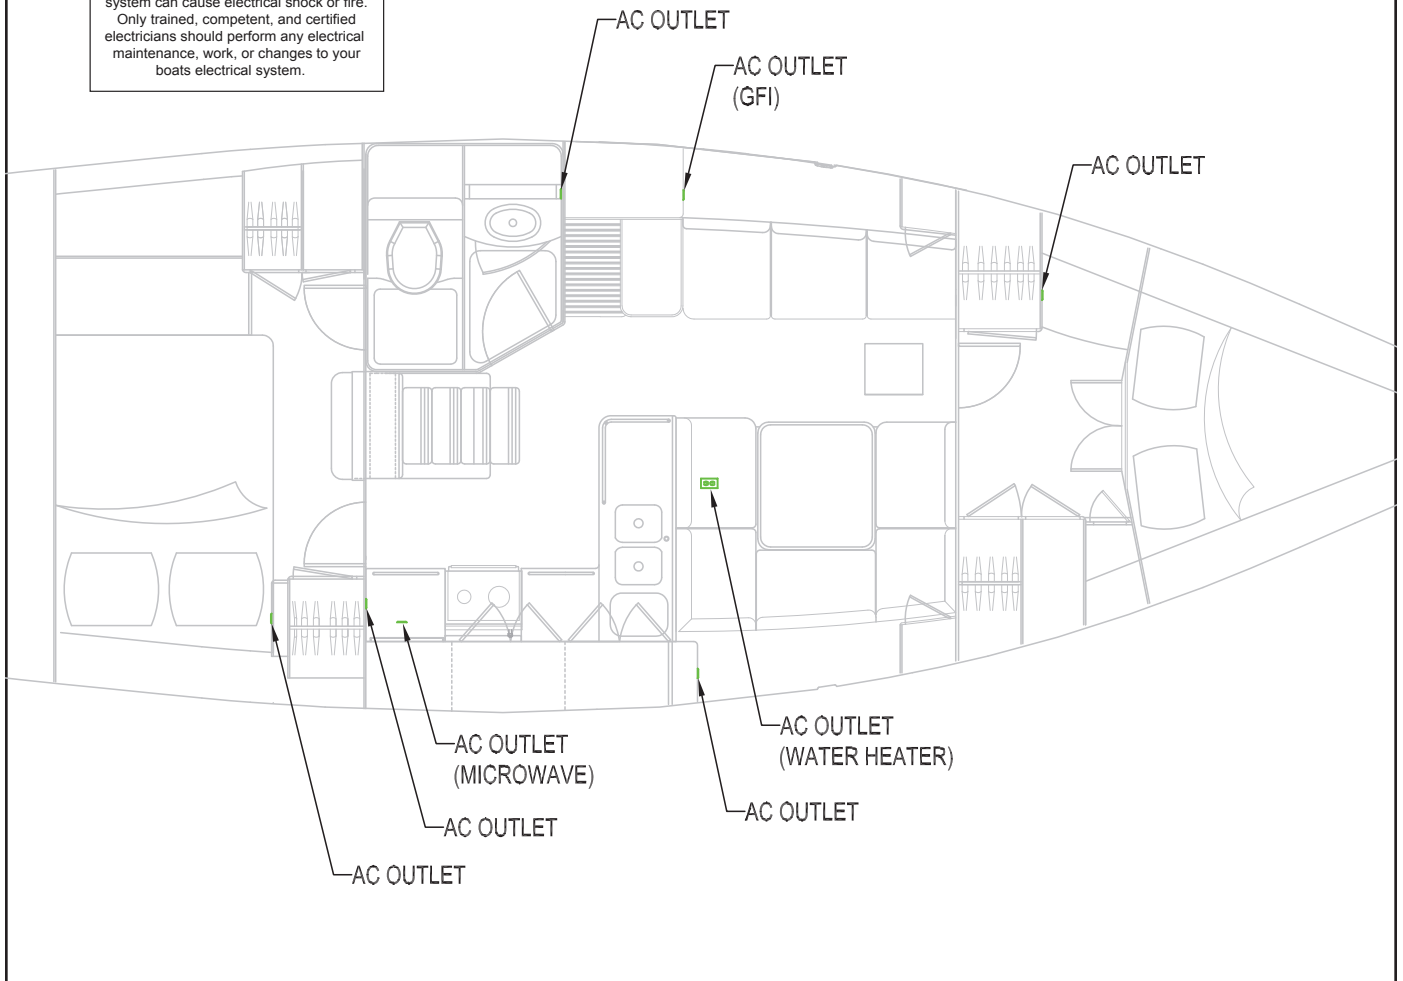 system can cause electrical shock or fire.
Only trained, competent, and certified
electricians should perform any electrical
maintenance, work, or changes to your
boats electrical system.
AC OUTLET
AC OUTLET
(GFI)
AC OUTLET
AC OUTLET
(WATER HEATER)
AC OUTLET
(MICROWAVE)
AC OUTLET
AC OUTLET
AC OUTLET